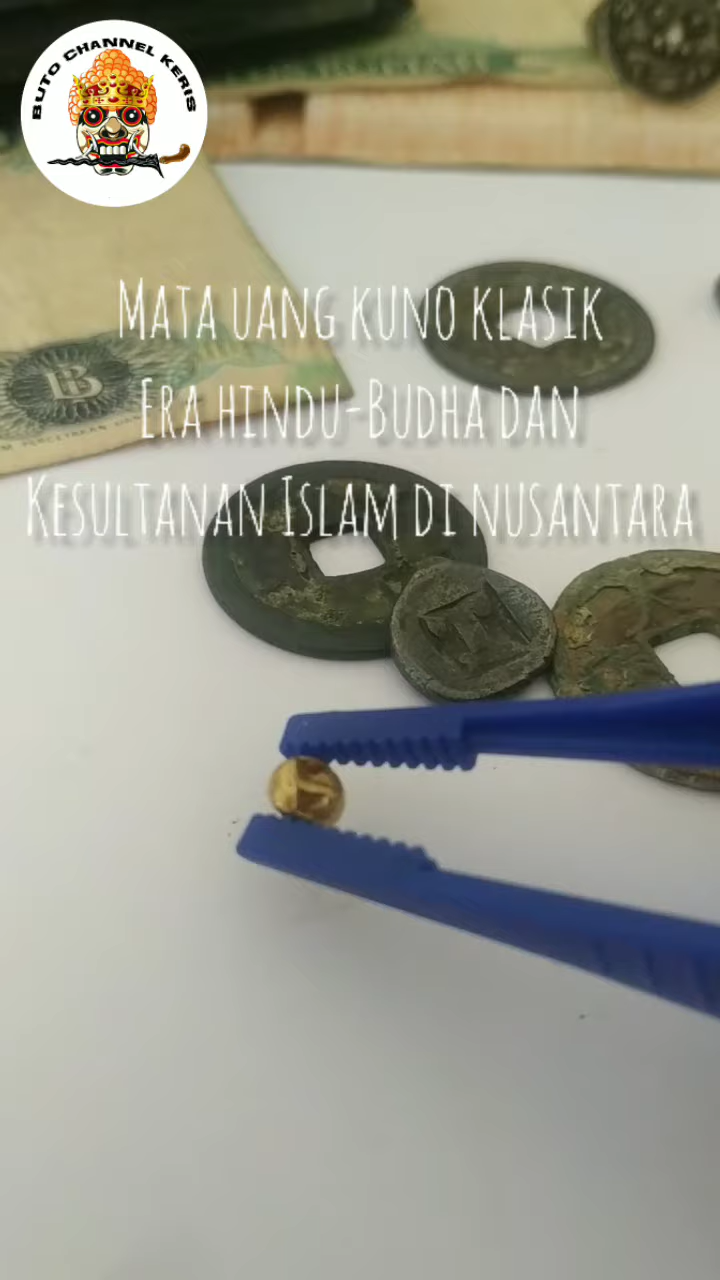 BUTO CHANNEL KERIS
MATA UANG KUNO KLASIK
ERA HINDU-BUDHA DAN
KESULTANAN ISLAM DI NUSANTARA